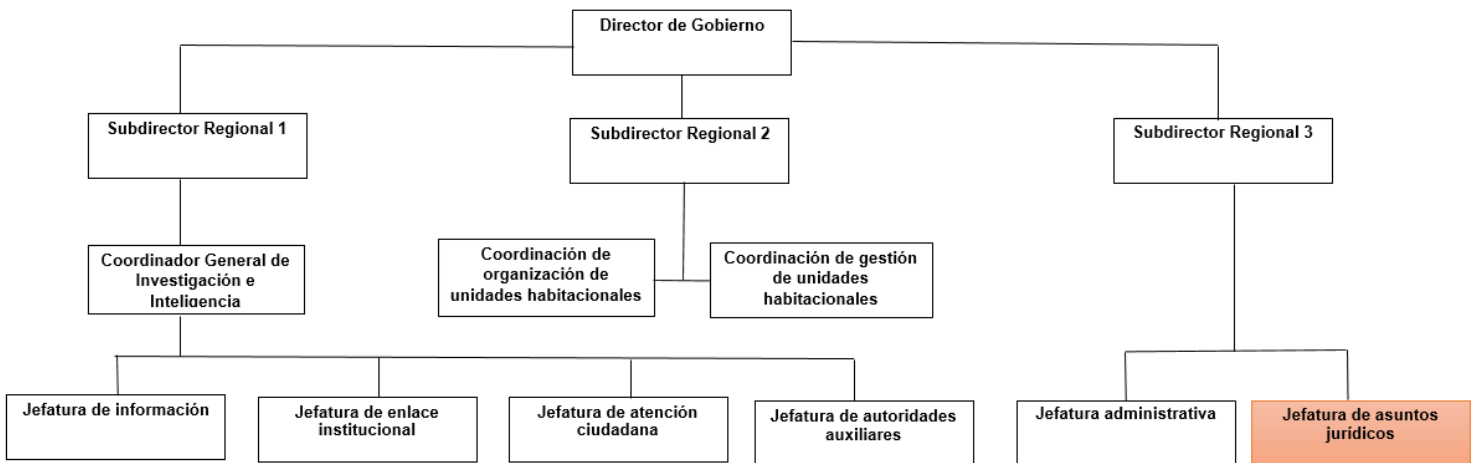 Director de Gobierno
Subdirector Regional 1
Subdirector Regional 2
Subdirector Regional 3
Coordinador General de
Investigación e
Inteligencia
Coordinación de
organización de
unidades habitacionales
Coordinación de gestión
de unidades
habitacionales
Jefatura de información
Jefatura de enlace
institucional
Jefatura de atención
ciudadana
Jefatura de autoridades
auxiliares
Jefatura administrativa
Jefatura de asuntos
jurídicos